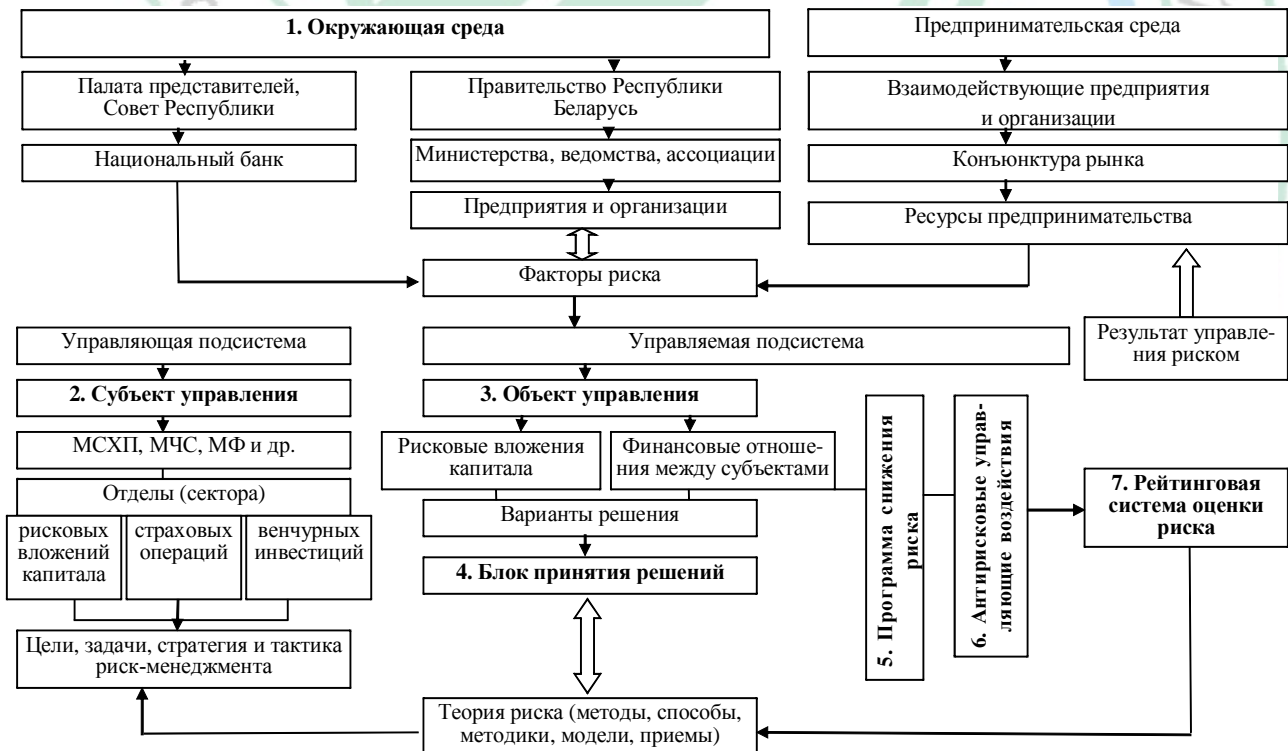 1. Окружающая среда
Предпринимательская среда
Палата представителей,
Совет Республики
Правительство Республики
Беларусь
Взаимодействующие предприятия
и организации
Национальный банк
Министерства, ведомства, ассоциации
Конъюнктура рынка
Предприятия и организации
Ресурсы предпринимательства
Факторы риска
Управляющая подсистема
Управляемая подсистема
Результат управле-
ния риском
2. Субъект управления
3. Объект управления
МСХП, МЧС, МФ и др.
Рисковые вложения
капитала
Финансовые отноше-
ния между субъектами
Отделы (сектора)
рисковых
вложений
капитала
страховых
операций
венчурных
инвестиций
Варианты решения
4. Блок принятия решений
5. Программа снижения
риска
6. Антирисковые управ-
ляющие воздействия
7. Рейтинговая
система оценки
риска
Цели, задачи, стратегия и тактика
риск-менеджмента
Теория риска (методы, способы,
методики, модели, приемы)